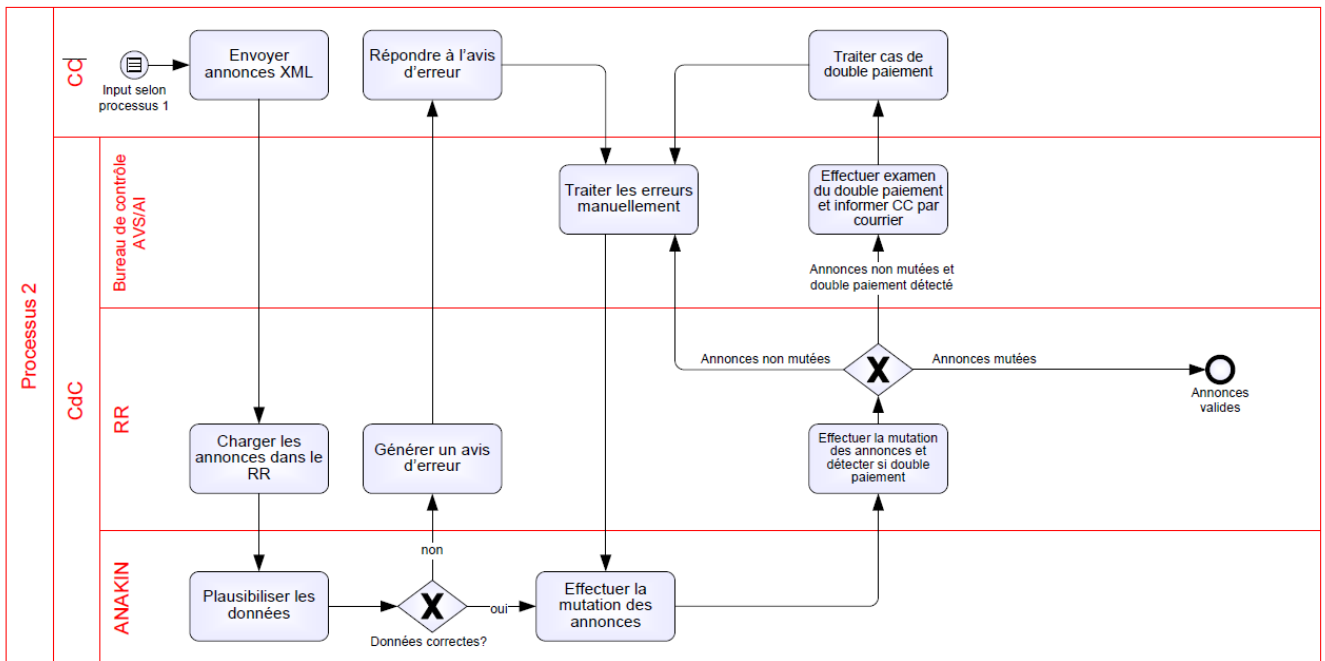 Processus 2
CC
Input selon
processus 1
Envoyer
annonces XML
Répondre à l'avis
d'erreur
Traiter cas de
double paiement
CdC
Bureau de contrôle
AVS/AI
Traiter les erreurs
manuellement
Effectuer examen
du double paiement
et informer CC par
courrier
Annonces non mutées et
double paiement détecté
RR
Annonces non mutées
X
Annonces mutées
Annonces
valides
Charger les
annonces dans le
RR
Générer un avis
d'erreur
Effectuer la mutation
des annonces et
détecter si double
paiement
ANAKIN
non
Plausibiliser les
données
X
oui
Données correctes?
Effectuer la
mutation des
annonces